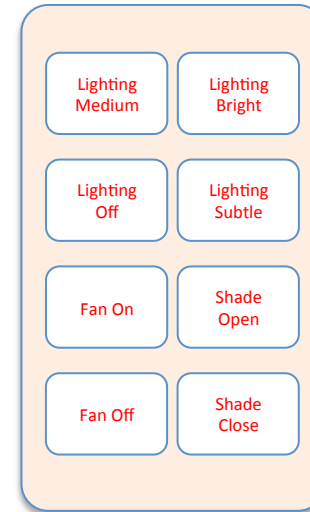 Lighting
Medium
Lighting
Bright
Lighting
Off
Lighting
Subtle
Fan On
Shade
Open
Fan Off
Shade
Close